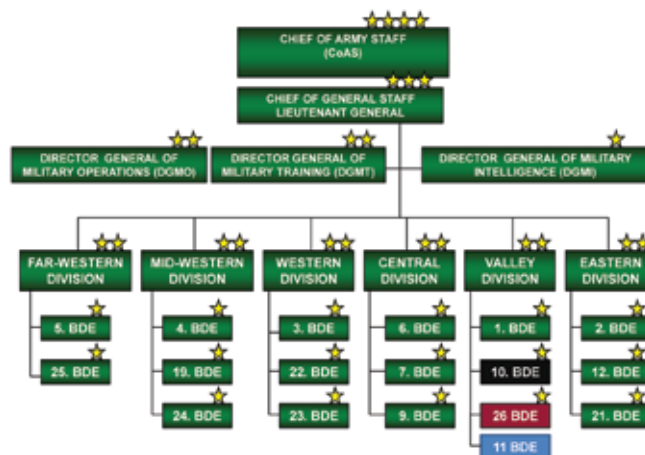 CHIEF OF ARMY STAFF
(CoAS)
CHIEF OF GENERAL STAFF
LIEUTENANT GENERAL
DIRECTOR GENERAL OF
MILITARY OPERATIONS (DGMO)
DIRECTOR GENERAL OF
MILITARY TRAINING (DGMT)
DIRECTOR GENERAL OF MILITARY
INTELLIGENCE (DGMI)
FAR-WESTERN
DIVISION
MID-WESTERN
DIVISION
WESTERN
DIVISION
CENTRAL
DIVISION
VALLEY
DIVISION
EASTERN
DIVISION
5. BDE
4. BDE
3. BDE
6. BDE
1. BDE
2. BDE
25. BDE
19. BDE
22. BDE
7. BDE
10. BDE
12. BDE
24. BDE
23. BDE
9. BDE
26 BDE
21. BDE
11 BDE